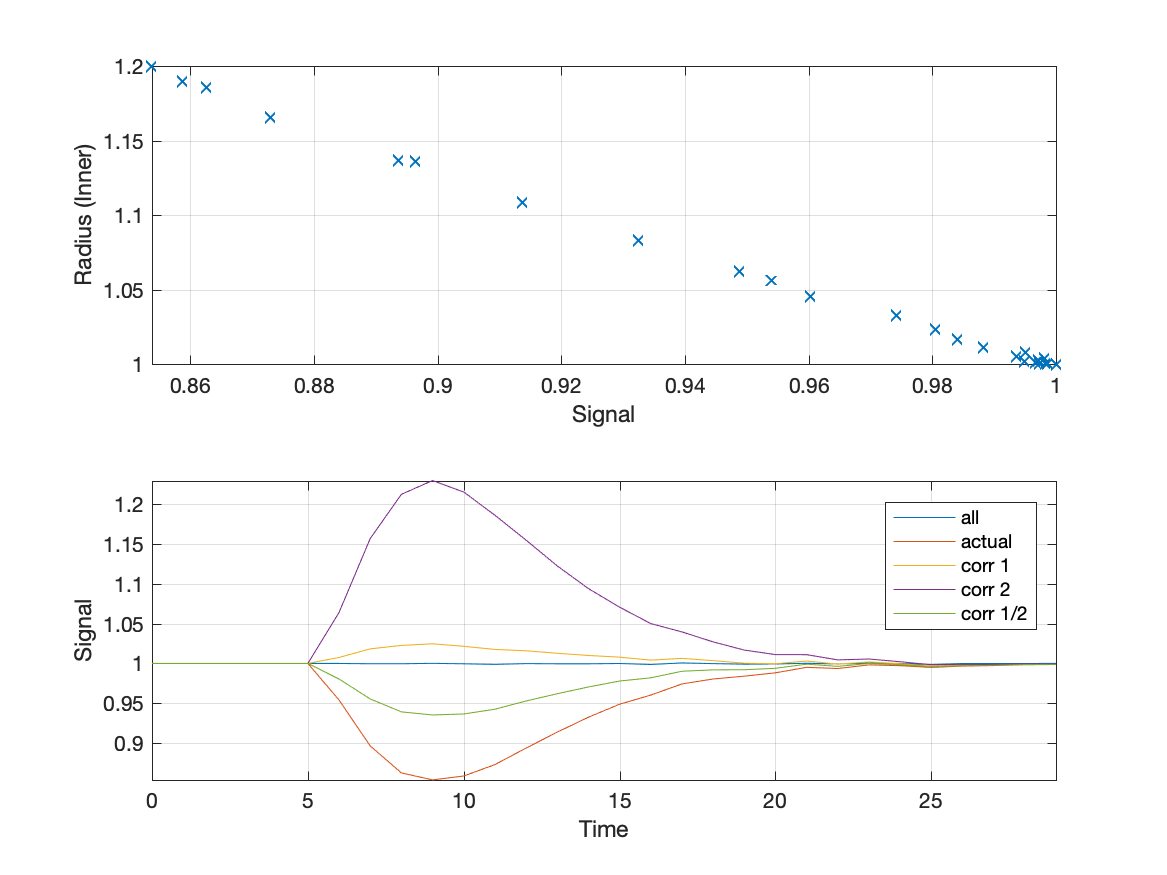 1.2
1.15
1.1
1.05
1
Radius (Inner)
0.86 0.88 0.9 0.92 0.94 0.96 0.98 1
Signal
1.2
1.15
1.1
1.05
1
0.95
0.9
Signal
all
actual
corr 1
corr 2
corr 1/2
0 5 10 15 20 25
Time